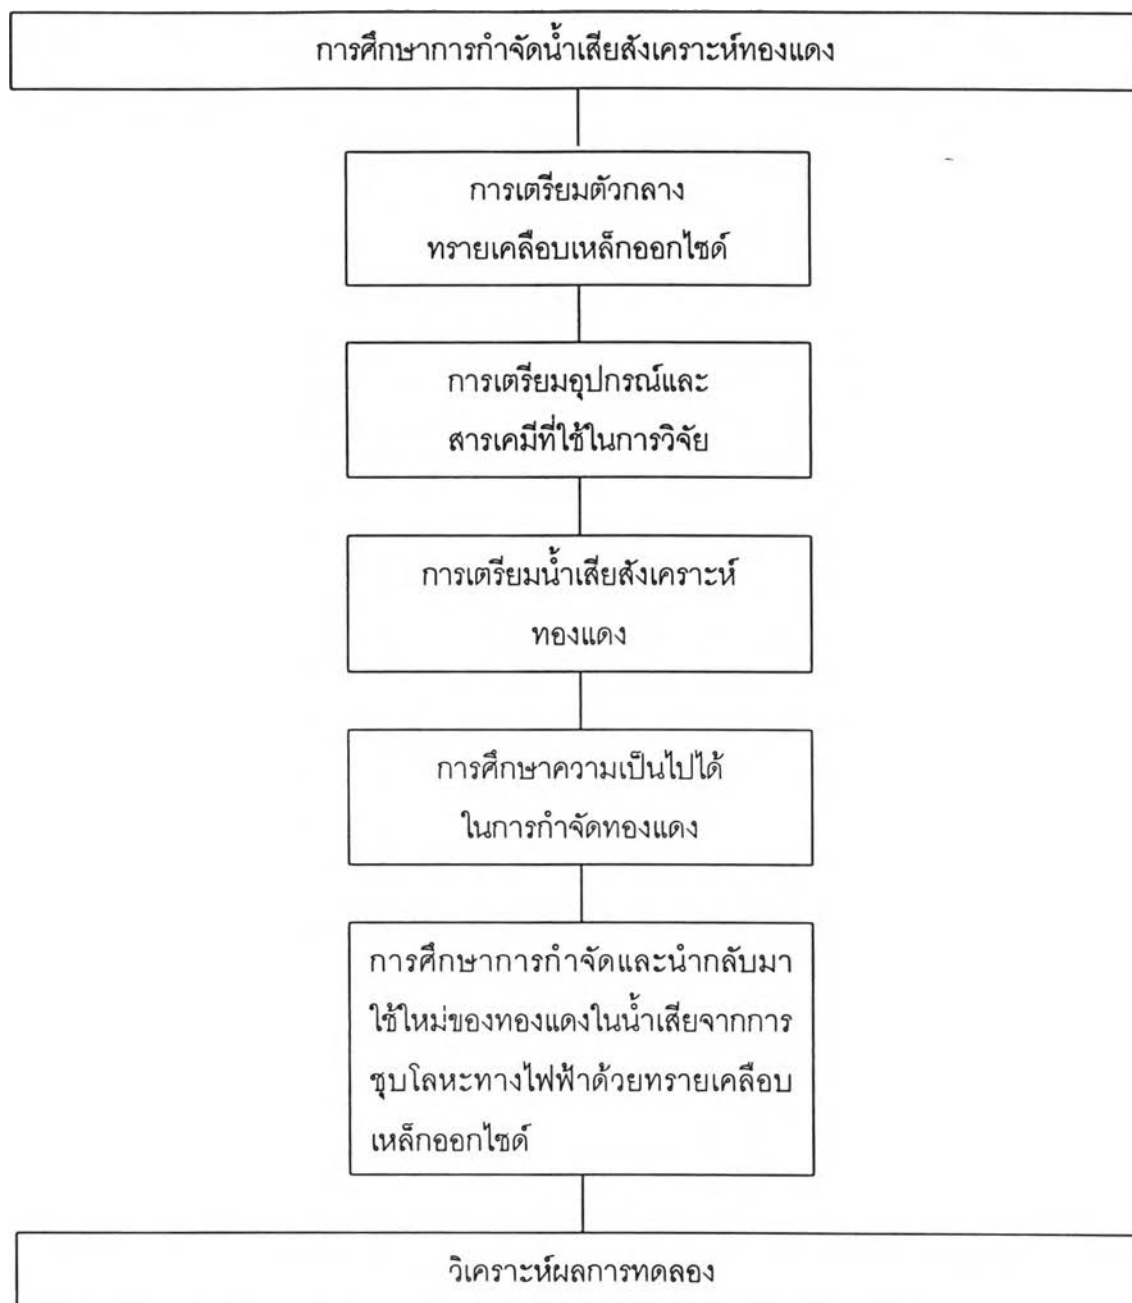 การศึกษาการกำจัดน้ำเสียสังเคราะห์ทองแดง
การเตรียมตัวกลาง
ทรายเคลือบเหล็กออกไซด์
การเตรียมอุปกรณ์และ
สารเคมีที่ใช้ในการวิจัย
การเตรียมน้ำเสียสังเคราะห์
ทองแดง
การศึกษาความเป็นไปได้
ในการกำจัดทองแดง
การศึกษาการกำจัดและนำกลับมา
ใช้ใหม่ของทองแดงในน้ำเสียจากการ
ชุบโลหะทางไฟฟ้าด้วยทรายเคลือบ
เหล็กออกไซด์
วิเคราะห์ผลการทดลอง